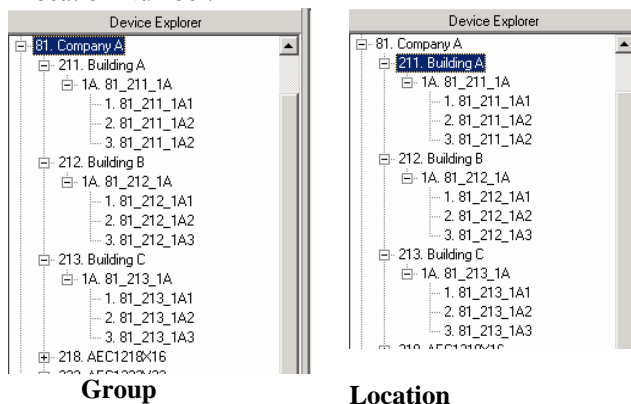 Device Explorer
81. Company A
211. Building A
1A. 81_211_1A
1. 81_211_1A1
2. 81_211_1A2
3. 81_211_1A2
212. Building B
1A. 81_212_1A
1. 81_212_1A1
2. 81_212_1A2
3. 81_212_1A3
213. Building C
1A. 81_213_1A
1. 81_213_1A1
2. 81_213_1A2
3. 81_213_1A3
218. AEC1218X16
Group
Device Explorer
81. Company A
211. Building A
1A. 81_211_1A
1. 81_211_1A1
2. 81_211_1A2
3. 81_211_1A2
212. Building B
1A. 81_212_1A
1. 81_212_1A1
2. 81_212_1A2
3. 81_212_1A3
213. Building C
1A. 81_213_1A
1. 81_213_1A1
2. 81_213_1A2
3. 81_213_1A3
Location